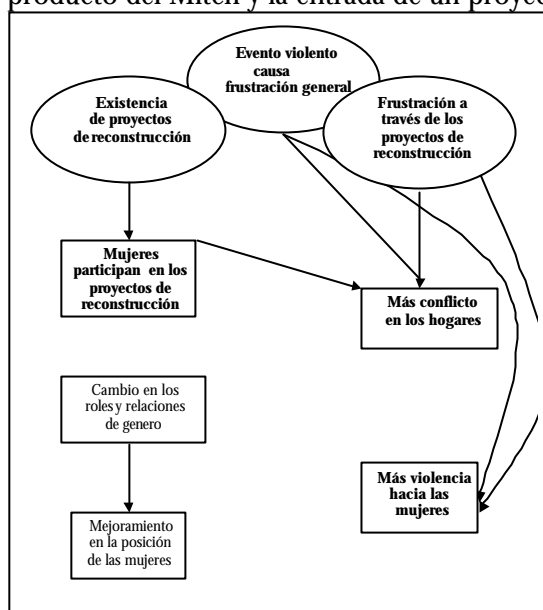 producto del Mitch y la entrada de un proyec
Evento violento
causa
frustración general
Existencia
de proyectos
de reconstrucción
Frustración a
través de los
proyectos de
reconstrucción
Mujeres
participan en los
proyectos de
reconstrucción
Más conflicto
en los hogares
Cambio en los
roles y relaciones
de genero
Más violencia
hacia las
mujeres
Mejoramiento
en la posición
de las mujeres